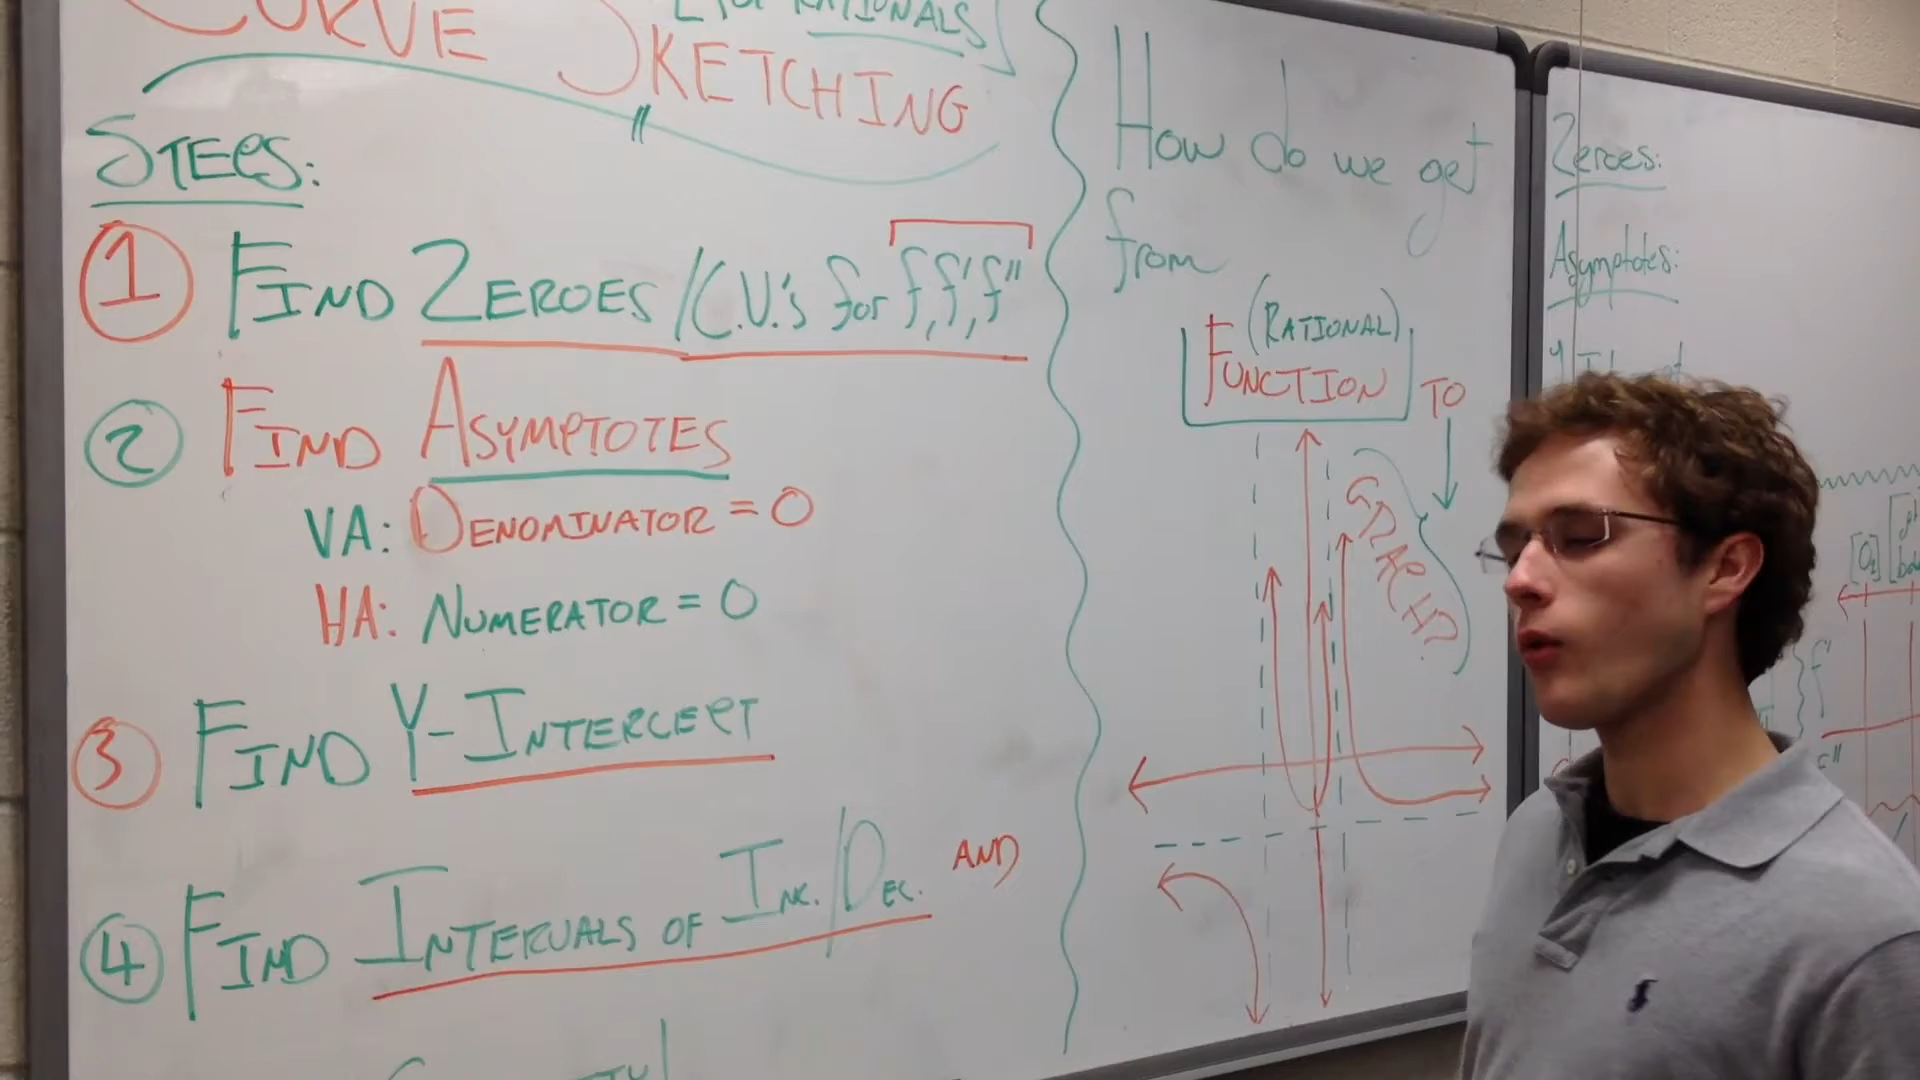 [for RATIONALS]
CURVE SKETCHING
STEPS:
1 FIND ZEROES/C.V.'s for f, f', f"
2 FIND ASYMPTOTES
VA: DENOMINATOR = 0
HA: NUMERATOR = 0
3 FIND Y-INTERCEPT
4 FIND INTERVALS OF INC./DEC. AND
How do we get
from
(RATIONAL)
FUNCTION TO
GRAPH?
Zeroes:
Asymptotes:
f'
f"